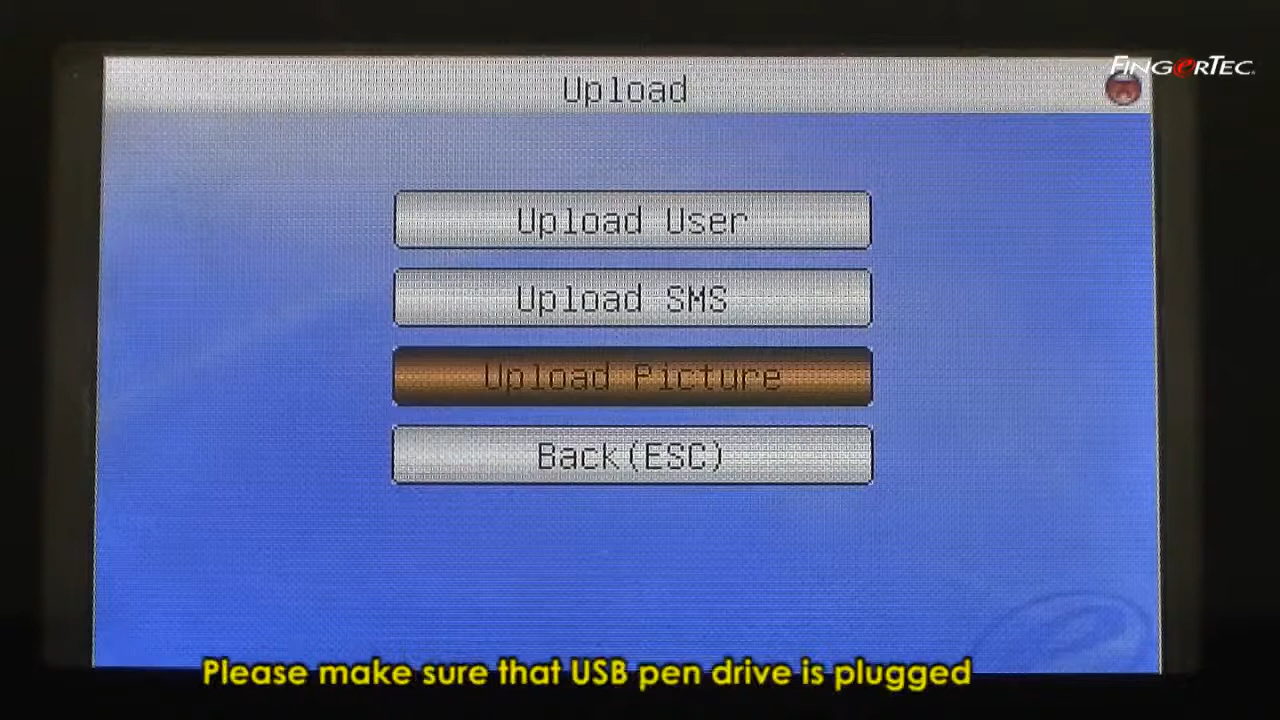 FINGERTEC
Upload
Upload User
Upload SMS
Upload Picture
Back(ESC)
Please make sure that USB pen drive is plugged